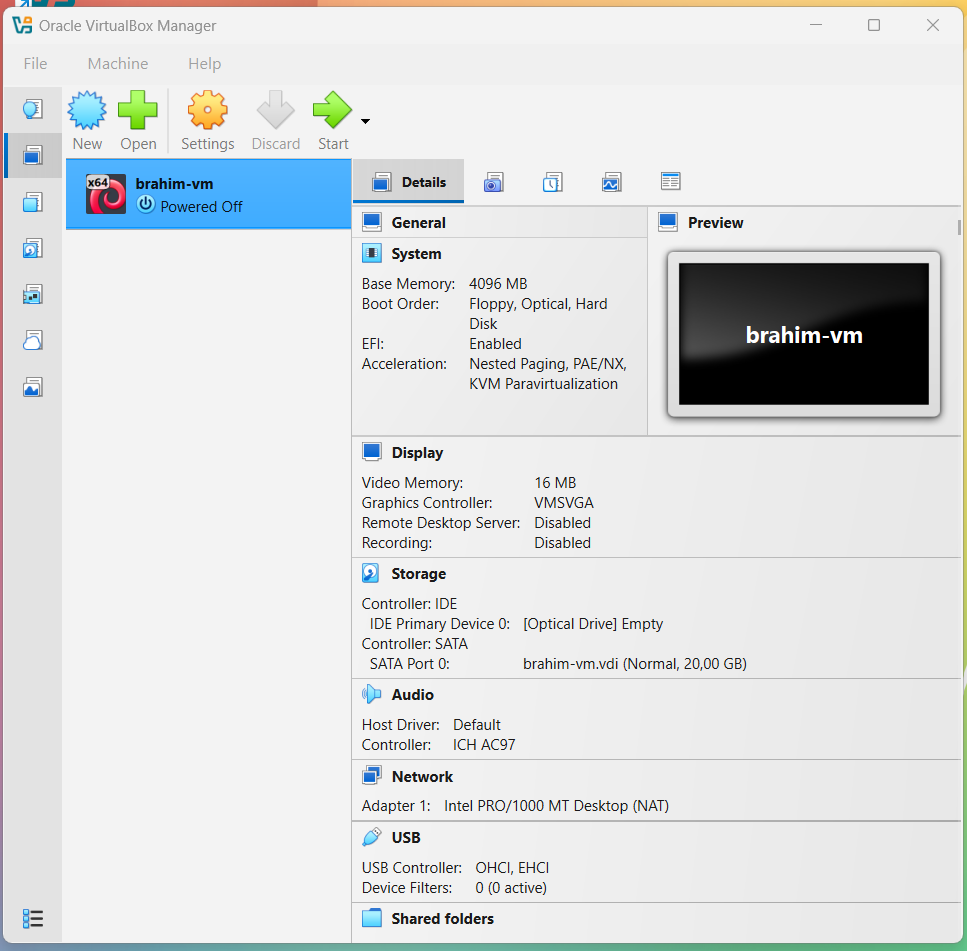 Oracle VirtualBox Manager
File Machine Help
New Open Settings Discard Start
x64
brahim-vm
Powered Off
Details
General
System
Base Memory: 4096 MB
Boot Order: Floppy, Optical, Hard
Disk
EFI: Enabled
Acceleration: Nested Paging, PAE/NX,
KVM Paravirtualization
Preview
brahim-vm
Display
Video Memory: 16 MB
Graphics Controller: VMSVGA
Remote Desktop Server: Disabled
Recording: Disabled
Storage
Controller: IDE
IDE Primary Device 0: [Optical Drive] Empty
Controller: SATA
SATA Port 0: brahim-vm.vdi (Normal, 20,00 GB)
Audio
Host Driver: Default
Controller: ICH AC97
Network
Adapter 1: Intel PRO/1000 MT Desktop (NAT)
USB
USB Controller: OHCI, EHCI
Device Filters: 0 (0 active)
Shared folders